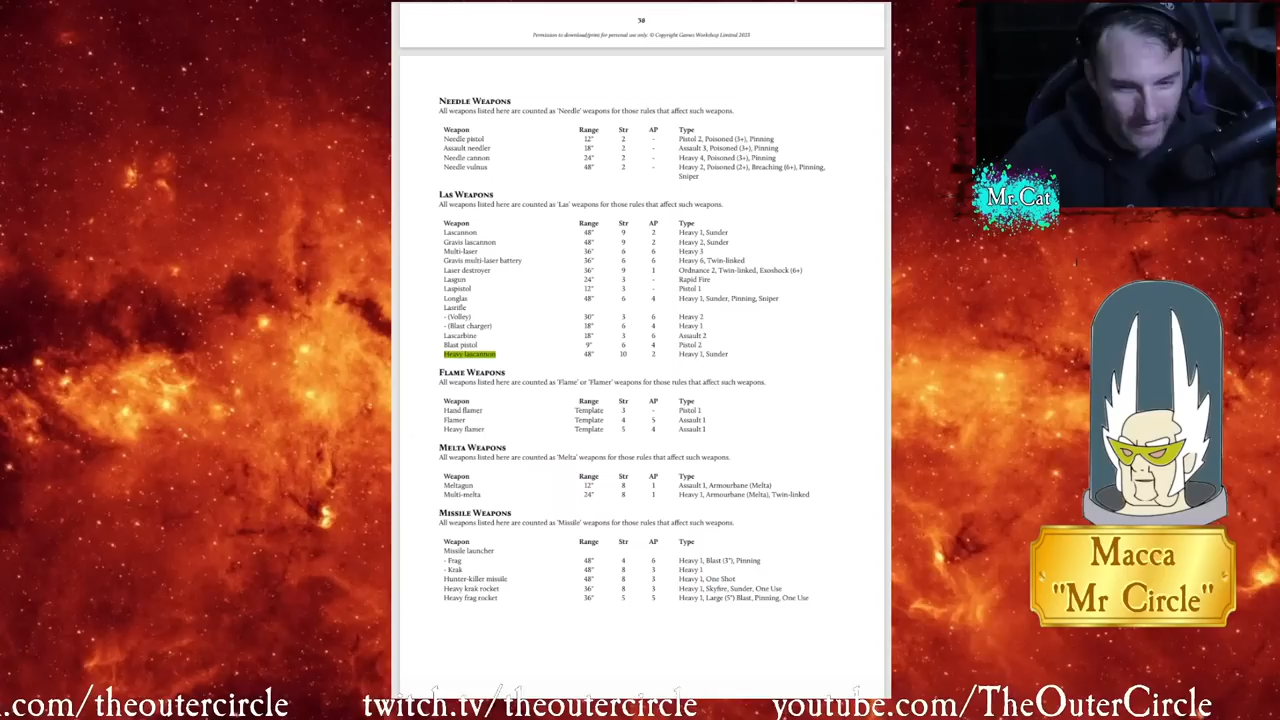 38
Permission to download/print for personal use only. © Copyright Games Workshop Limited 2023
NEEDLE WEAPONS
All weapons listed here are counted as 'Needle' weapons for those rules that affect such weapons.
Weapon Range Str AP Type
Needle pistol 12" 2 - Pistol 2, Poisoned (3+), Pinning
Assault needler 18" 2 - Assault 3, Poisoned (3+), Pinning
Needle cannon 24" 2 - Heavy 4, Poisoned (3+), Pinning
Needle vulnus 48" 2 - Heavy 2, Poisoned (2+), Breaching (6+), Pinning,
Sniper
LAS WEAPONS
All weapons listed here are counted as 'Las' weapons for those rules that affect such weapons.
Weapon Range Str AP Type
Lascannon 48" 9 2 Heavy 1, Sunder
Gravis lascannon 48" 9 2 Heavy 2, Sunder
Multi-laser 36" 6 6 Heavy 3
Gravis multi-laser battery 36" 6 6 Heavy 6, Twin-linked
Laser destroyer 36" 9 1 Ordnance 2, Twin-linked, Exoshock (6+)
Lasgun 24" 3 - Rapid Fire
Laspistol 12" 3 - Pistol 1
Longlas 48" 6 4 Heavy 1, Sunder, Pinning, Sniper
Lasrifle
- (Volley) 30" 3 6 Heavy 2
- (Blast charger) 18" 6 4 Heavy 1
Lascarbine 18" 3 6 Assault 2
Blast pistol 9" 6 4 Pistol 2
Heavy lascannon 48" 10 2 Heavy 1, Sunder
FLAME WEAPONS
All weapons listed here are counted as 'Flame' or 'Flamer' weapons for those rules that affect such weapons.
Weapon Range Str AP Type
Hand flamer Template 3 - Pistol 1
Flamer Template 4 5 Assault 1
Heavy flamer Template 5 4 Assault 1
MELTA WEAPONS
All weapons listed here are counted as 'Melta' weapons for those rules that affect such weapons.
Weapon Range Str AP Type
Meltagun 12" 8 1 Assault 1, Armourbane (Melta)
Multi-melta 24" 8 1 Heavy 1, Armourbane (Melta), Twin-linked
MISSILE WEAPONS
All weapons listed here are counted as 'Missile' weapons for those rules that affect such weapons.
Weapon Range Str AP Type
Missile launcher
- Frag 48" 4 6 Heavy 1, Blast (3"), Pinning
- Krak 48" 8 3 Heavy 1
Hunter-killer missile 48" 8 3 Heavy 1, One Shot
Heavy krak rocket 36" 8 3 Heavy 1, Skyfire, Sunder, One Use
Heavy frag rocket 36" 5 5 Heavy 1, Large (5") Blast, Pinning, One Use
Mr.Cat
Macca
"Mr Circle"
.com/theoutercircle twitch.tv/theoutercircle youtube.com/TheOuterCircle